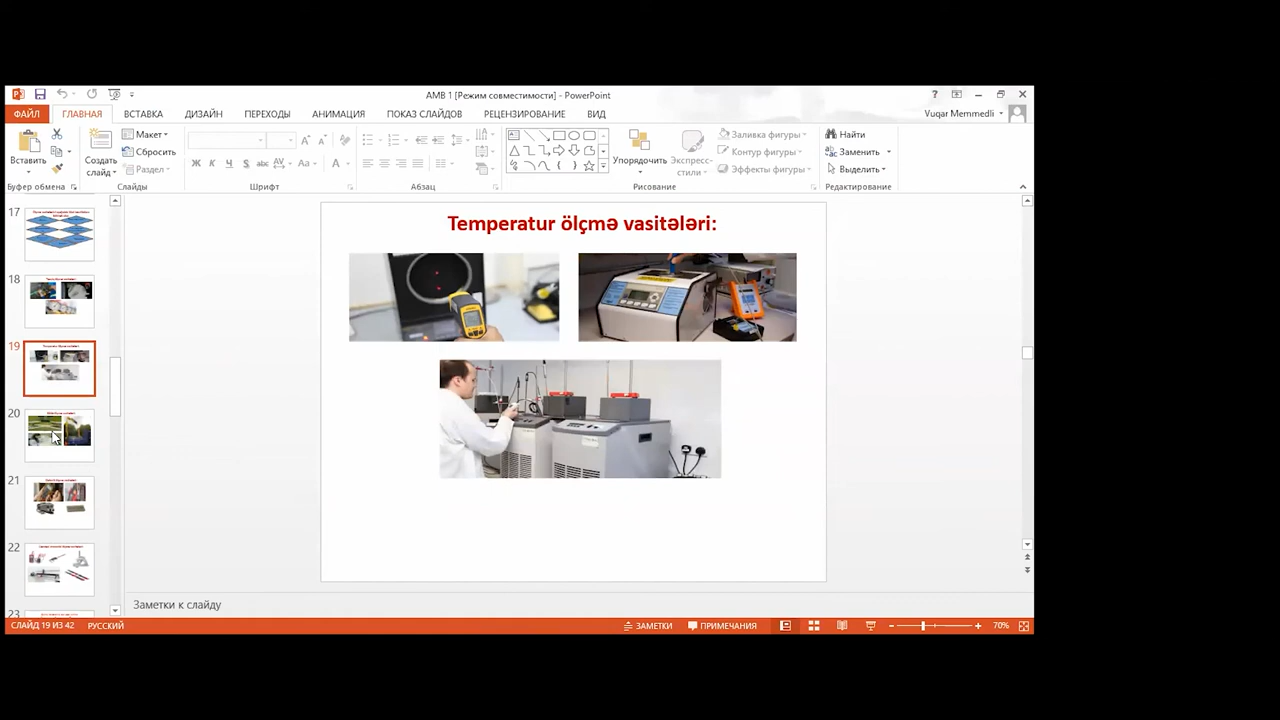 АМВ 1 [Режим совместимости] - PowerPoint
ФАЙЛ
ГЛАВНАЯ
ВСТАВКА
ДИЗАЙН
ПЕРЕХОДЫ
АНИМАЦИЯ
ПОКАЗ СЛАЙДОВ
РЕЦЕНЗИРОВАНИЕ
ВИД
Vuqar Memmedli
Вставить
Создать слайд
Макет
Сбросить
Раздел
Ж К Ч S abc AV Aa A
Заливка фигуры
Контур фигуры
Эффекты фигуры
Упорядочить
Экспресс-стили
Найти
Заменить
Выделить
Буфер обмена
Слайды
Шрифт
Абзац
Рисование
Редактирование
17
18
19
20
21
22
23
Temperatur ölçmə vasitələri:
Заметки к слайду
СЛАЙД 19 ИЗ 42
РУССКИЙ
ЗАМЕТКИ
ПРИМЕЧАНИЯ
70%